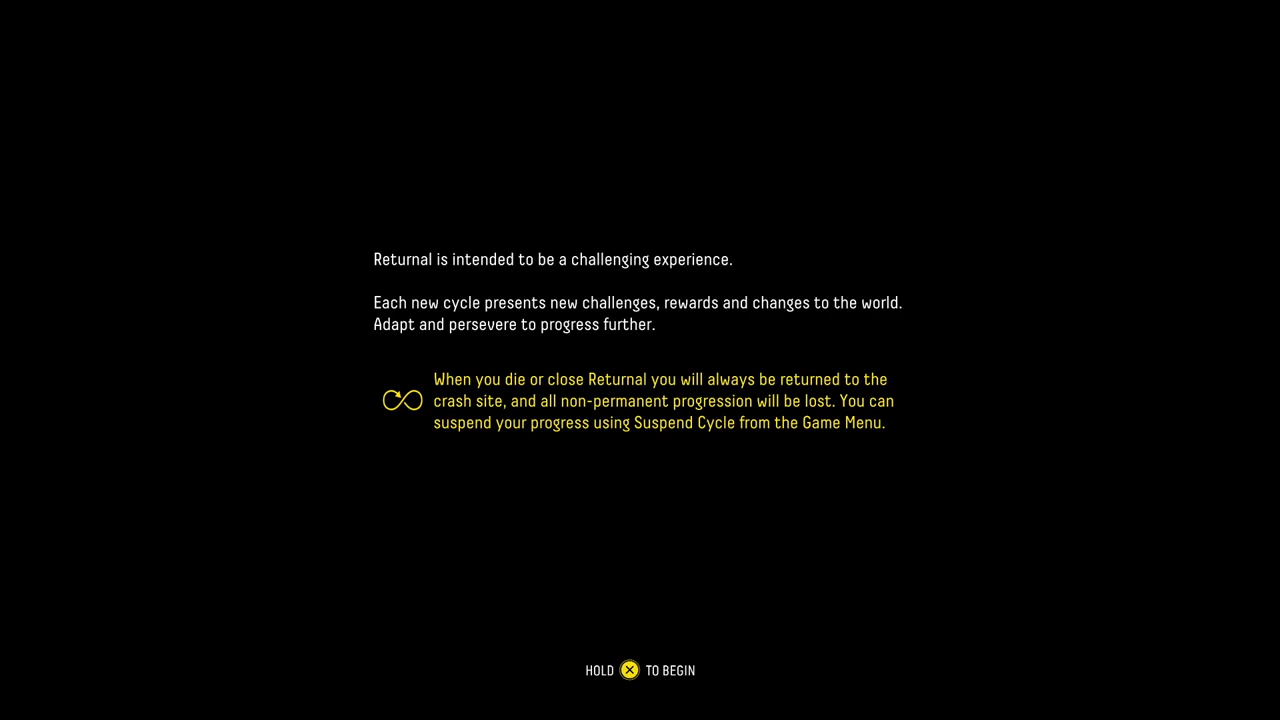 Returnal is intended to be a challenging experience.
Each new cycle presents new challenges, rewards and changes to the world.
Adapt and persevere to progress further.
When you die or close Returnal you will always be returned to the
crash site, and all non-permanent progression will be lost. You can
suspend your progress using Suspend Cycle from the Game Menu.
HOLD X TO BEGIN